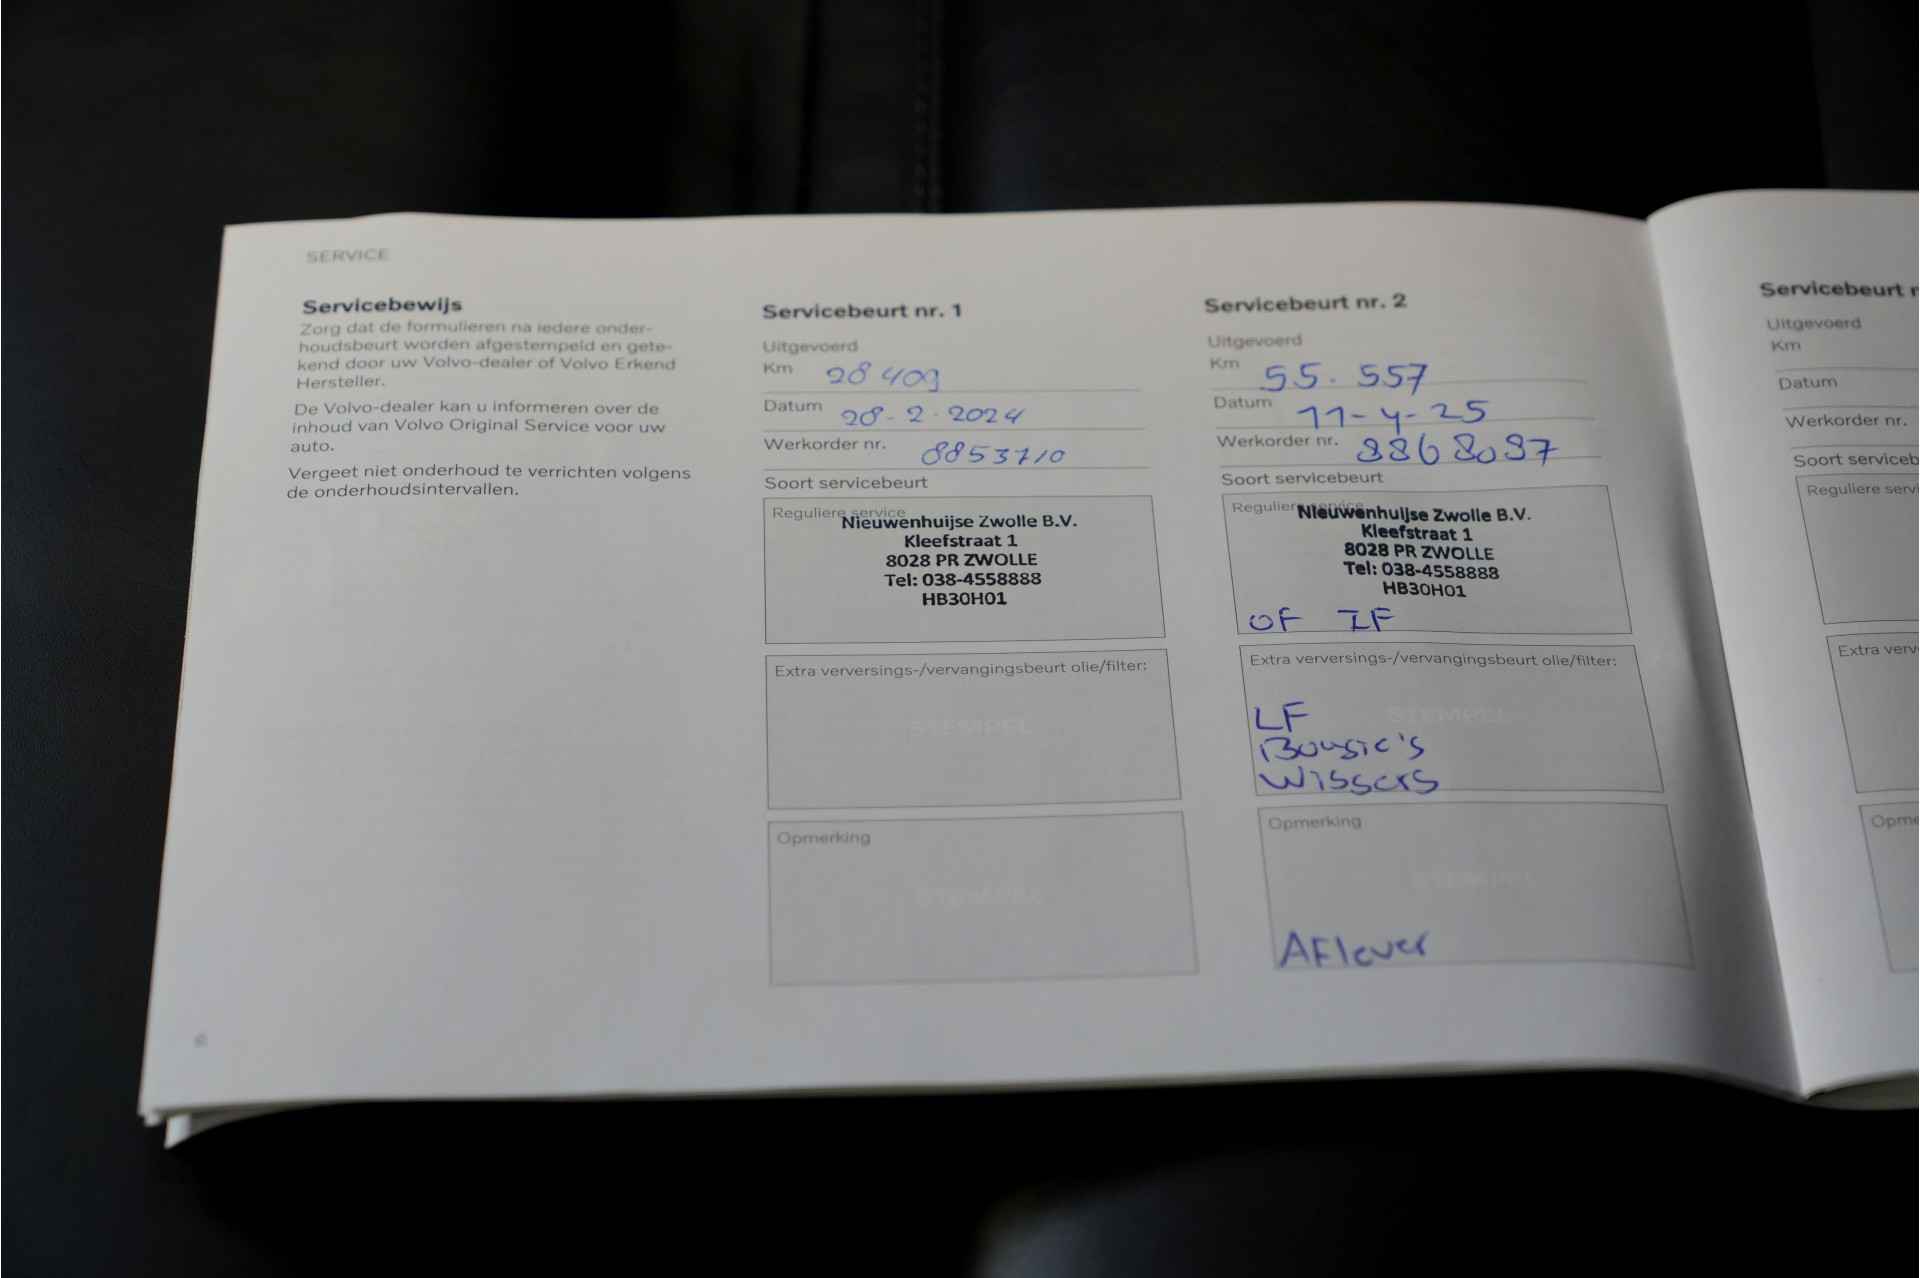 SERVICE
Servicebewijs
Zorg dat de formulieren na iedere onder-
houdsbeurt worden afgestempeld en gete-
kend door uw Volvo-dealer of Volvo Erkend
Hersteller.
De Volvo-dealer kan u informeren over de
inhoud van Volvo Original Service voor uw
auto.
Vergeet niet onderhoud te verrichten volgens
de onderhoudsintervallen.
Servicebeurt nr. 1
Uitgevoerd
Km 28409
Datum 28-2-2024
Werkorder nr. 8853710
Soort servicebeurt
Reguliere service
Nieuwenhuijse Zwolle B.V.
Kleefstraat 1
8028 PR ZWOLLE
Tel: 038-4558888
HB30H01
Extra verversings-/vervangingsbeurt olie/filter:
STEMPEL
Opmerking
STEMPEL
Servicebeurt nr. 2
Uitgevoerd
Km 55.557
Datum 11-4-25
Werkorder nr. 8868097
Soort servicebeurt
Reguliere service
Nieuwenhuijse Zwolle B.V.
Kleefstraat 1
8028 PR ZWOLLE
Tel: 038-4558888
HB30H01
OF IF
Extra verversings-/vervangingsbeurt olie/filter:
STEMPEL
LF
Bougie's
Wissers
Opmerking
STEMPEL
Aflever
Servicebeurt
Uitgevoerd
Km
Datum
Werkorder nr.
Soort serviceb
Reguliere servi
Extra verv
Opme